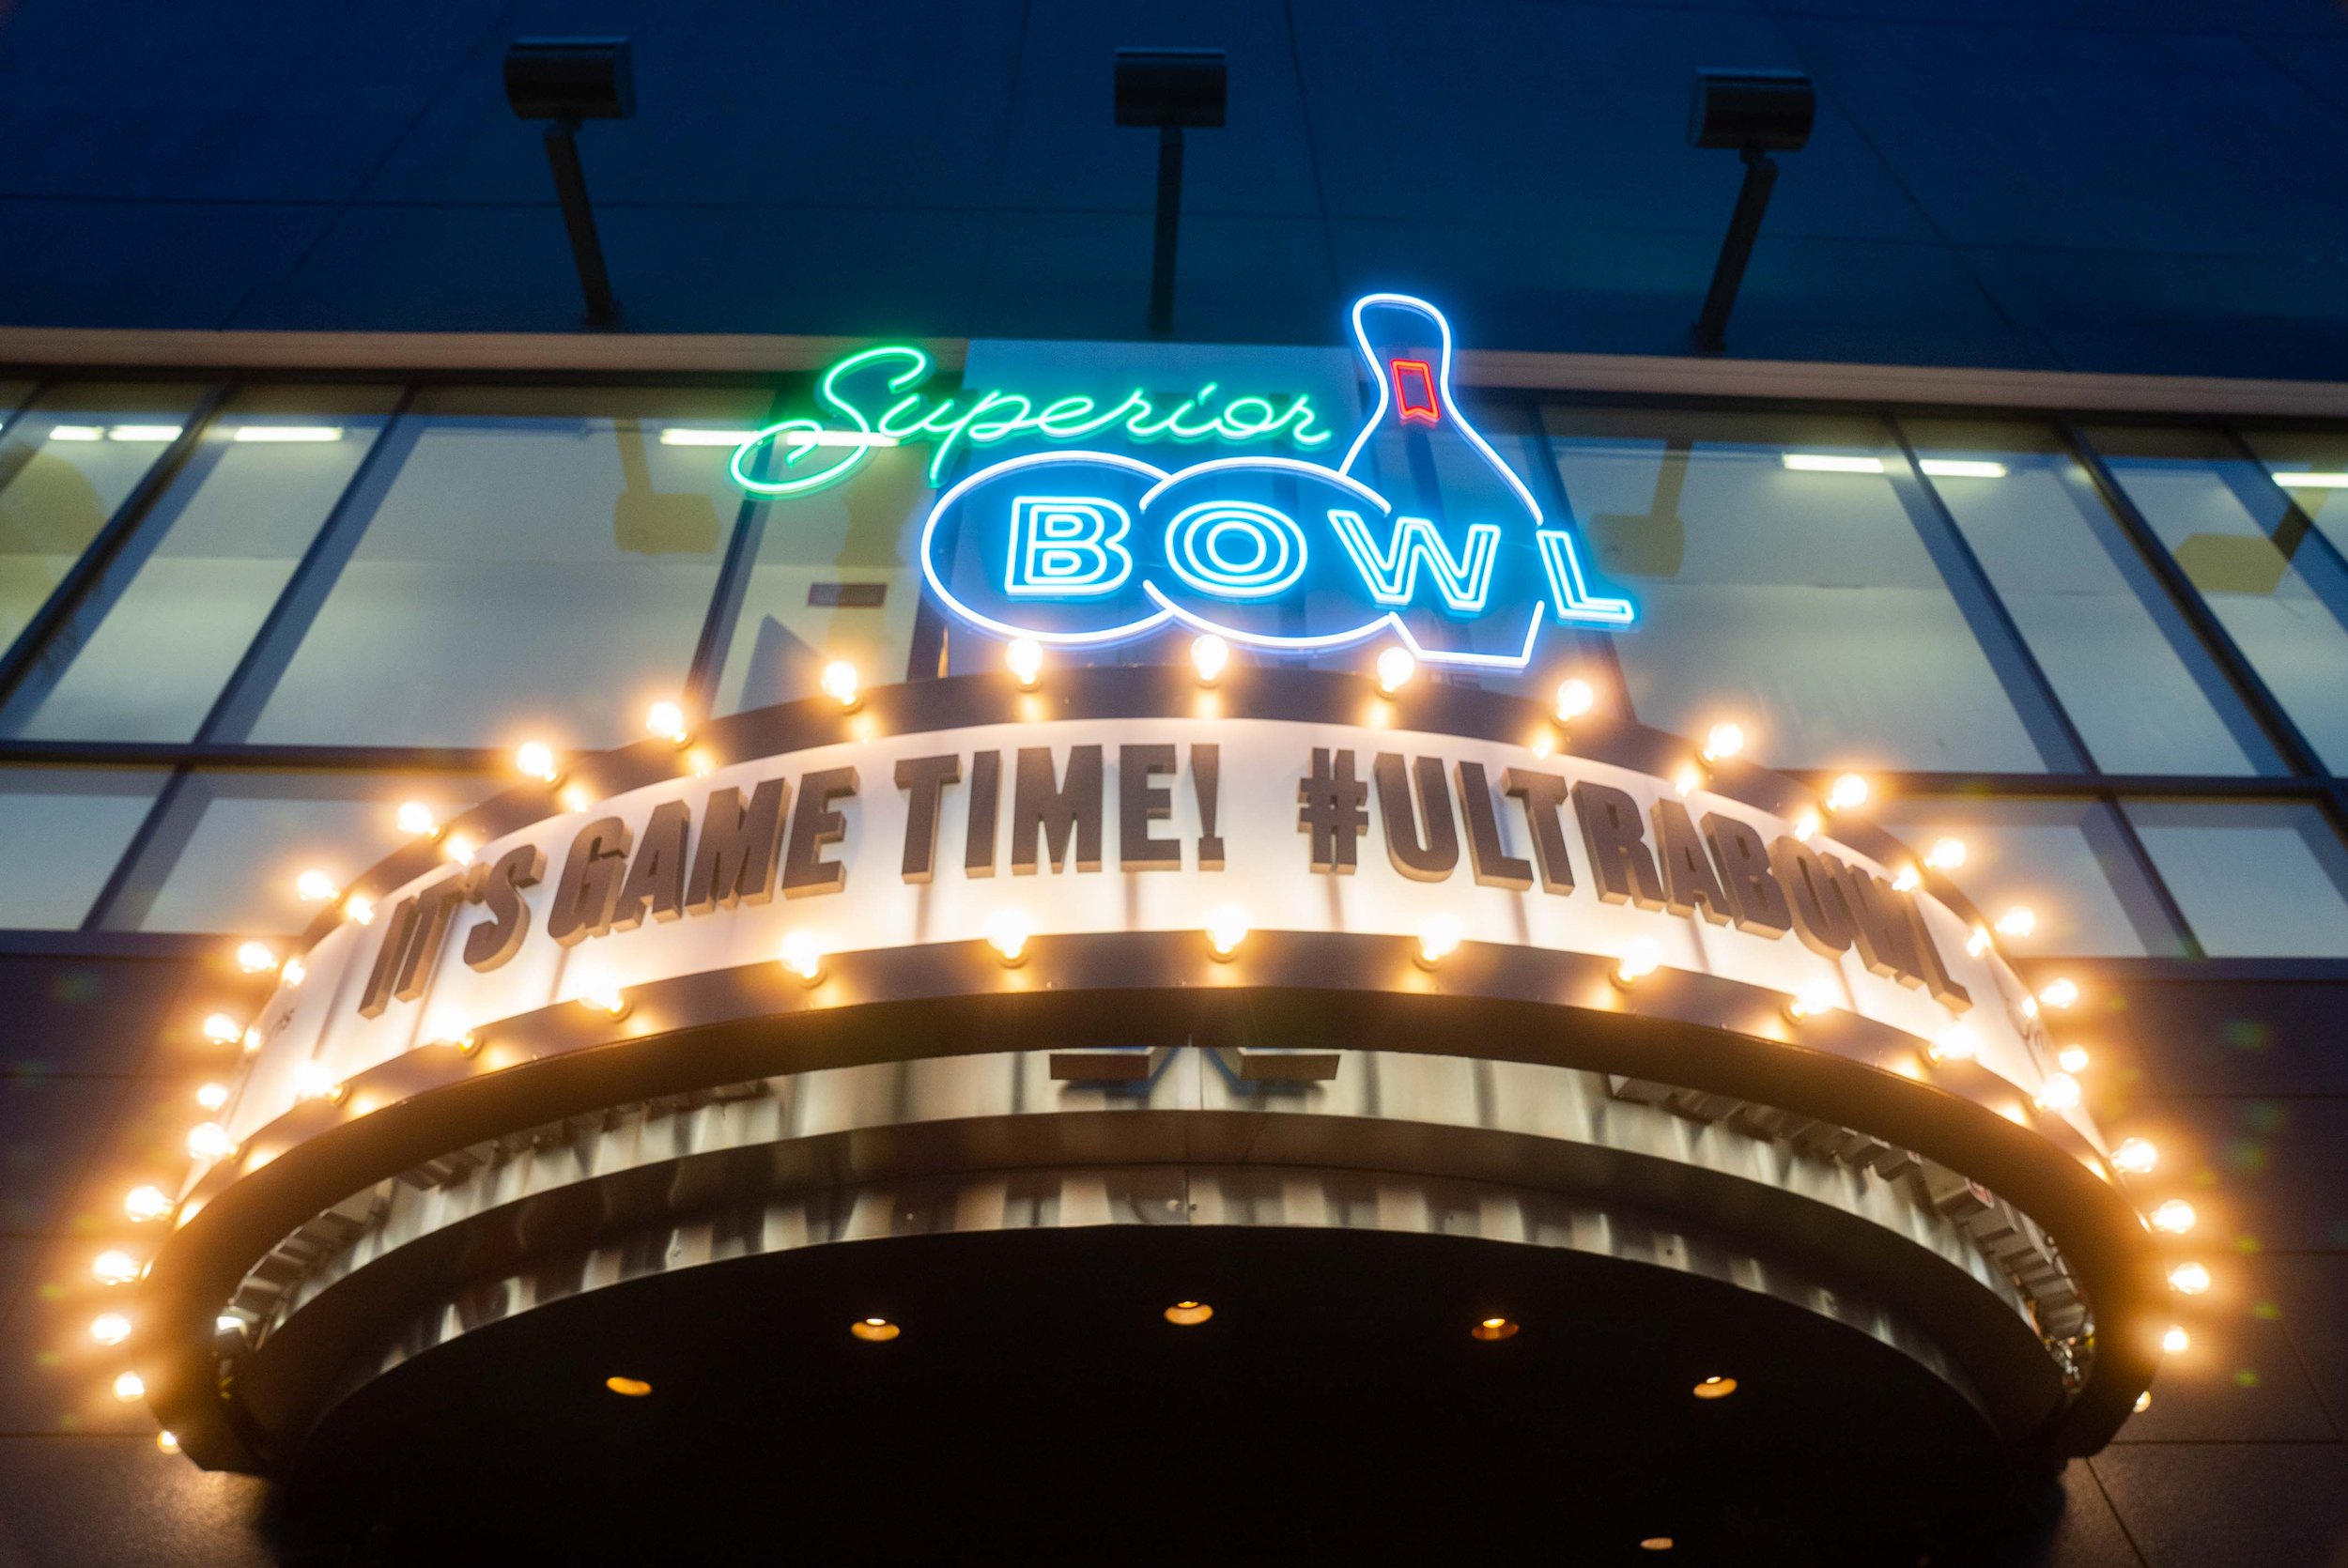 Superior
BOWL
IT'S GAME TIME! #ULTRABOWL